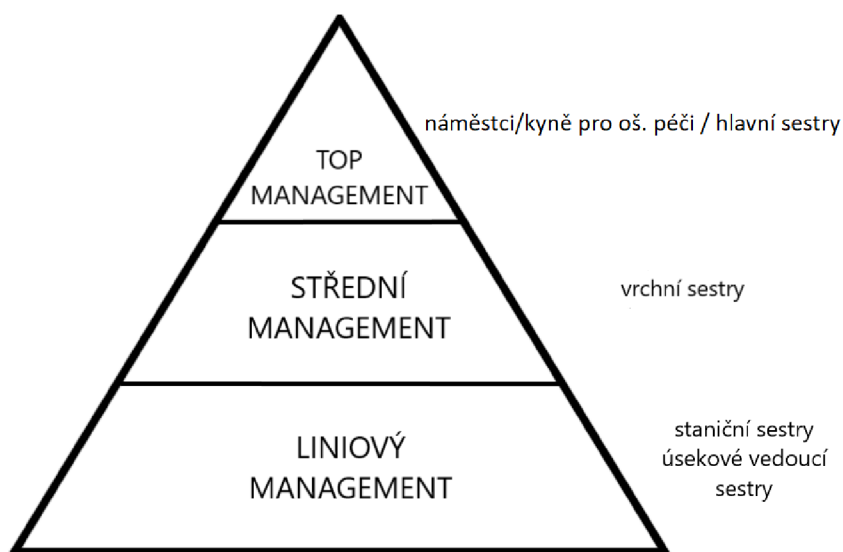 náměstci/kyně pro oš. péči / hlavní sestry
TOP
MANAGEMENT
STŘEDNÍ
MANAGEMENT
vrchní sestry
LINIOVÝ
MANAGEMENT
staniční sestry
úsekové vedoucí
sestry